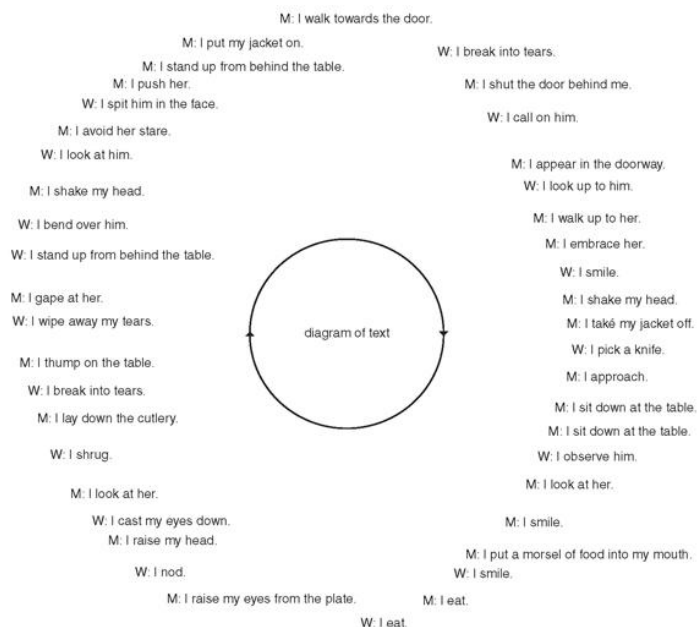 M: I walk towards the door.
W: I break into tears.
M: I shut the door behind me.
W: I call on him.
M: I appear in the doorway.
W: I look up to him.
M: I walk up to her.
M: I embrace her.
W: I smile.
M: I shake my head.
M: I také my jacket off.
W: I pick a knife.
M: I approach.
M: I sit down at the table.
M: I sit down at the table.
W: I observe him.
M: I look at her.
M: I smile.
M: I put a morsel of food into my mouth.
W: I smile.
M: I eat.
W: I eat.
M: I raise my eyes from the plate.
W: I nod.
M: I raise my head.
W: I cast my eyes down.
M: I look at her.
W: I shrug.
M: I lay down the cutlery.
W: I break into tears.
M: I thump on the table.
W: I wipe away my tears.
M: I gape at her.
W: I stand up from behind the table.
W: I bend over him.
M: I shake my head.
W: I look at him.
M: I avoid her stare.
W: I spit him in the face.
M: I push her.
M: I stand up from behind the table.
M: I put my jacket on.
diagram of text